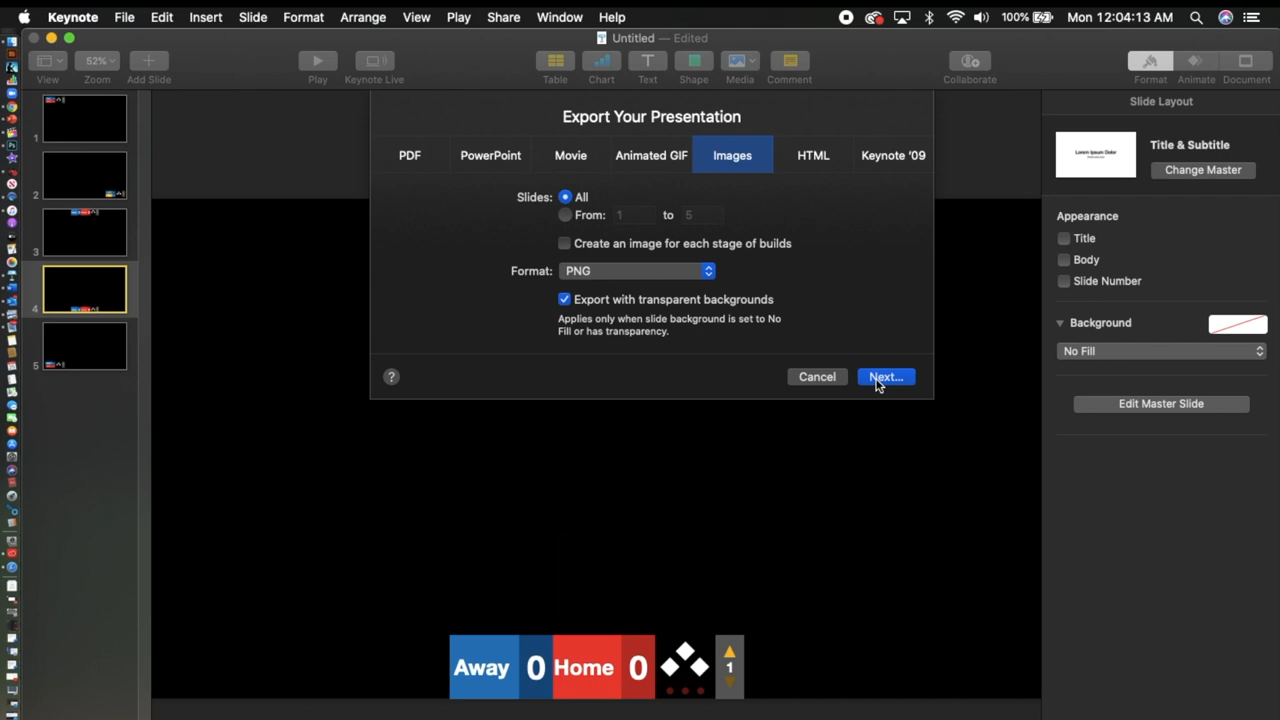 Keynote File Edit Insert Slide Format Arrange View Play Share Window Help 100% Mon 12:04:13 AM
Untitled — Edited
52%
View Zoom Add Slide Play Keynote Live Table Chart Text Shape Media Comment Collaborate Format Animate Document
1
2
3
4
5
Export Your Presentation
PDF PowerPoint Movie Animated GIF Images HTML Keynote '09
Slides: All
From: 1 to 5
Create an image for each stage of builds
Format: PNG
Export with transparent backgrounds
Applies only when slide background is set to No
Fill or has transparency.
? Cancel Next...
Away 0 Home 0 1
Slide Layout
Lorem Ipsum Dolor
Title & Subtitle
Change Master
Appearance
Title
Body
Slide Number
Background
No Fill
Edit Master Slide